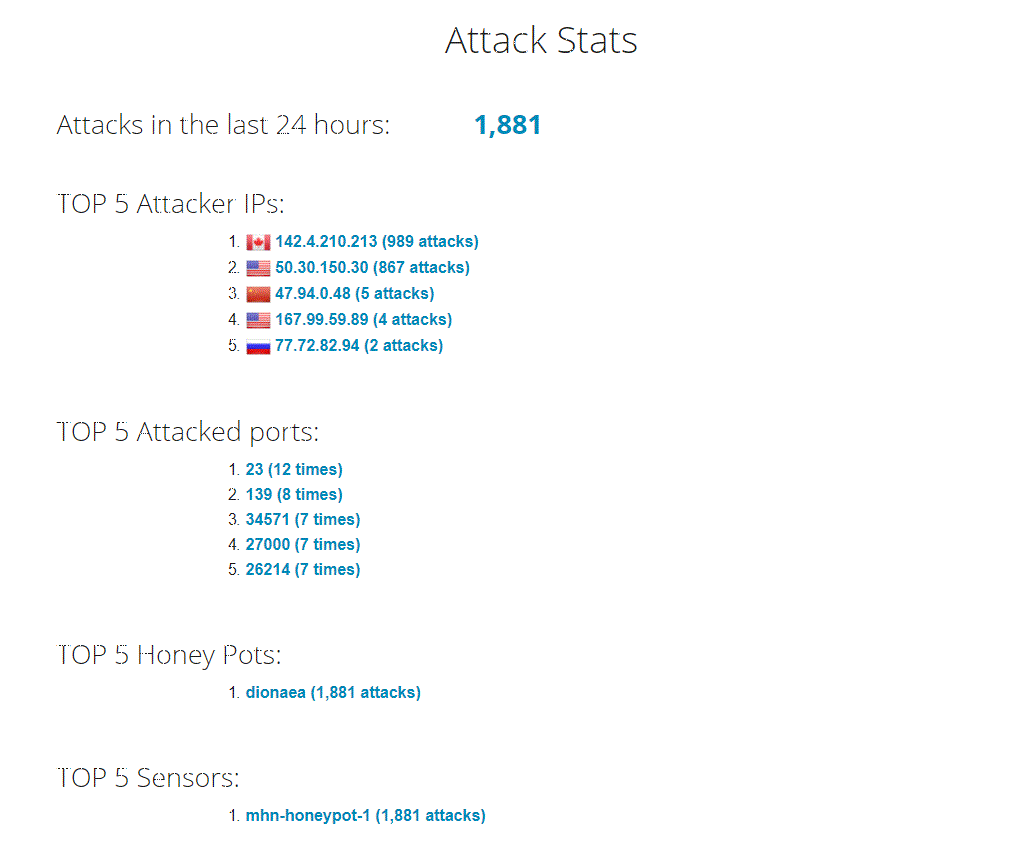 Attack Stats
Attacks in the last 24 hours: 1,881
TOP 5 Attacker IPs:
1. 142.4.210.213 (989 attacks)
2. 50.30.150.30 (867 attacks)
3. 47.94.0.48 (5 attacks)
4. 167.99.59.89 (4 attacks)
5. 77.72.82.94 (2 attacks)
TOP 5 Attacked ports:
1. 23 (12 times)
2. 139 (8 times)
3. 34571 (7 times)
4. 27000 (7 times)
5. 26214 (7 times)
TOP 5 Honey Pots:
1. dionaea (1,881 attacks)
TOP 5 Sensors:
1. mhn-honeypot-1 (1,881 attacks)